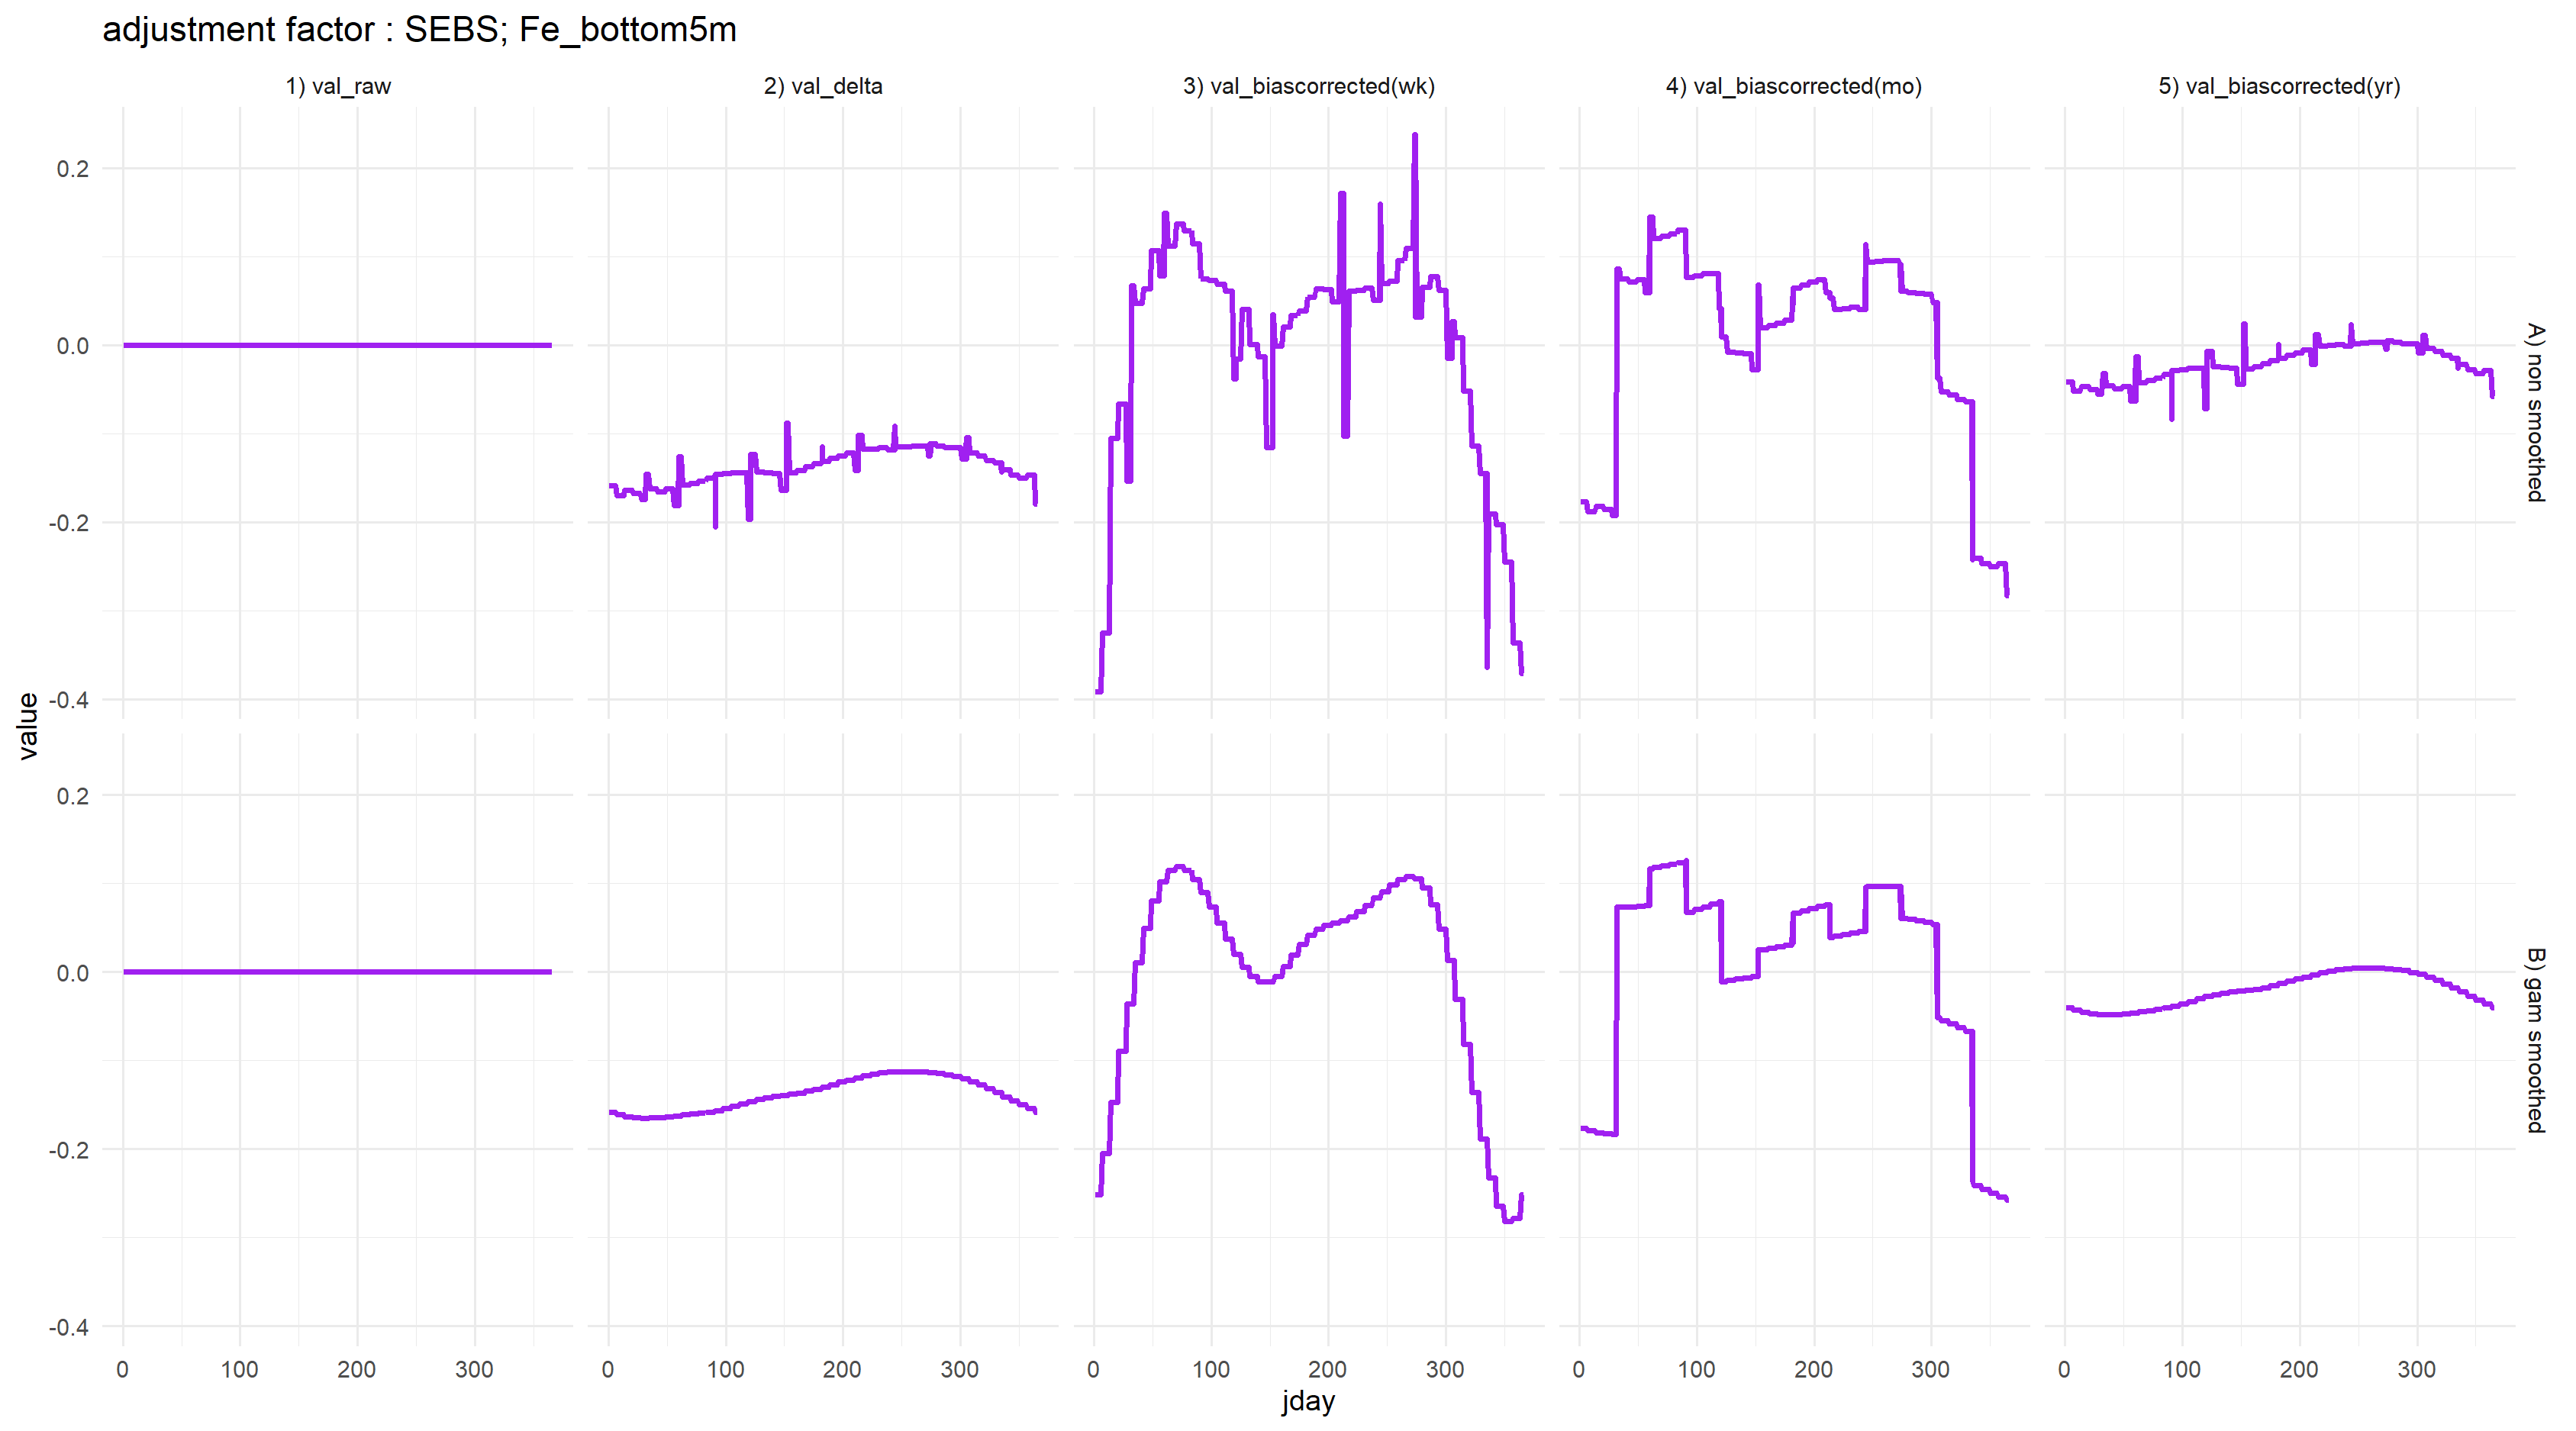 adjustment factor : SEBS; Fe_bottom5m
1) val_raw
2) val_delta
3) val_biascorrected(wk)
4) val_biascorrected(mo)
5) val_biascorrected(yr)
0.2
0.0
-0.2
-0.4
A) non smoothed
value
0.2
0.0
-0.2
-0.4
B) gam smoothed
0 100 200 300
0 100 200 300
0 100 200 300
0 100 200 300
0 100 200 300
jday